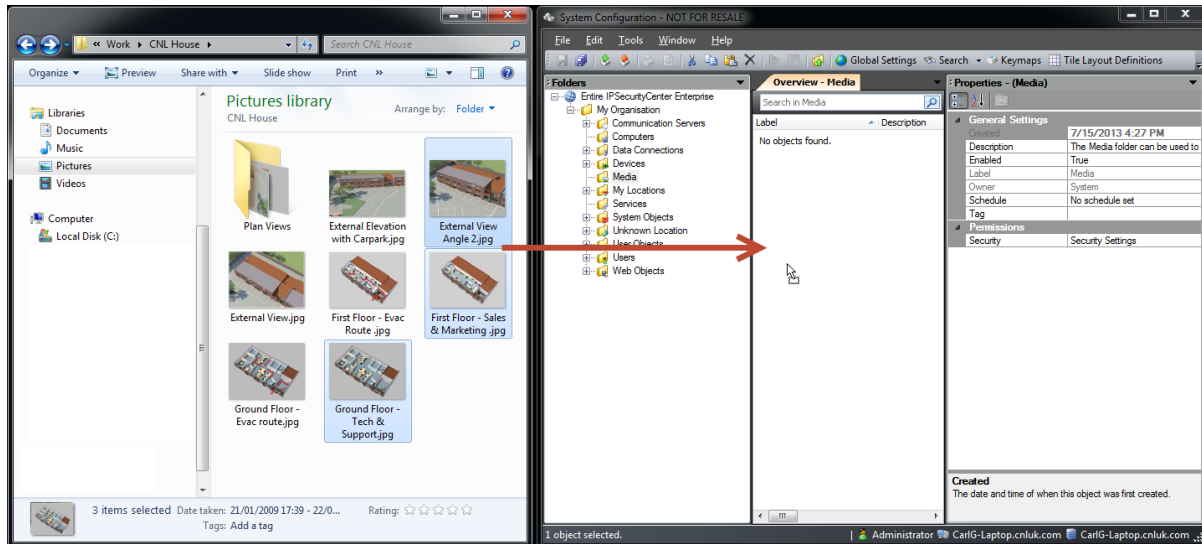 Work ▸ CNL House ▸
Search CNL House
Organize ▾ Preview Share with ▾ Slide show Print »
Libraries
Documents
Music
Pictures
Videos
Computer
Local Disk (C:)
Pictures library
CNL House
Arrange by: Folder ▾
Plan Views
External Elevation
with Carpark.jpg
External View
Angle 2.jpg
External View.jpg
First Floor - Evac
Route .jpg
First Floor - Sales
& Marketing .jpg
Ground Floor -
Evac route.jpg
Ground Floor -
Tech &
Support.jpg
3 items selected Date taken: 21/01/2009 17:39 - 22/0... Rating: ☆☆☆☆☆
Tags: Add a tag
System Configuration - NOT FOR RESALE
File Edit Tools Window Help
Global Settings Search ▾ Keymaps Tile Layout Definitions
Folders
Entire IPSecurityCenter Enterprise
My Organisation
Communication Servers
Computers
Data Connections
Devices
Media
My Locations
Services
System Objects
Unknown Location
User Objects
Users
Web Objects
Overview - Media
Search in Media
Label Description
No objects found.
Properties - (Media)
General Settings
Created 7/15/2013 4:27 PM
Description The Media folder can be used to
Enabled True
Label Media
Owner System
Schedule No schedule set
Tag
Permissions
Security Security Settings
Created
The date and time of when this object was first created.
1 object selected.
Administrator CarlG-Laptop.cnluk.com CarlG-Laptop.cnluk.com